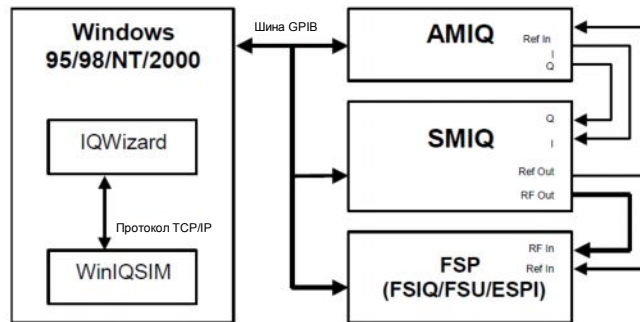 Windows
95/98/NT/2000
IQWizard
Протокол TCP/IP
WinIQSIM
Шина GPIB
AMIQ
Ref In
I
Q
SMIQ
Q
I
Ref Out
RF Out
FSP
(FSIQ/FSU/ESPI)
RF In
Ref In